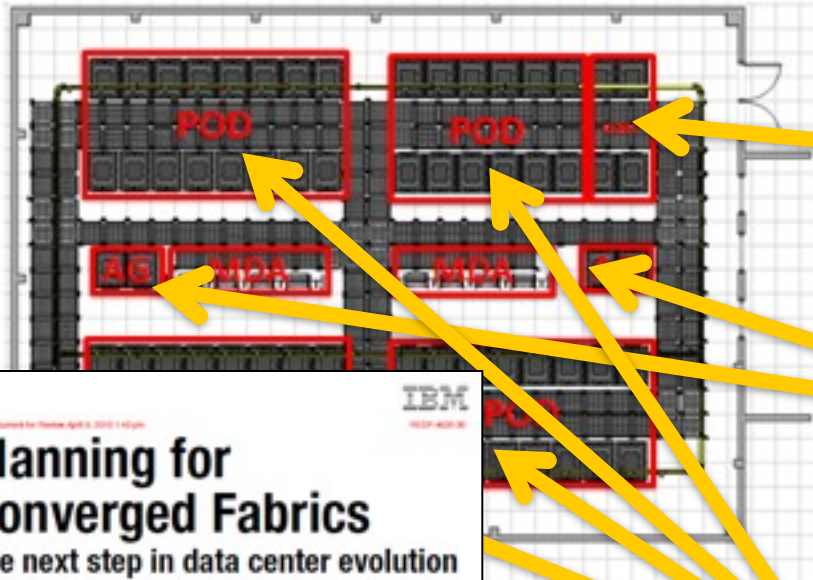 POD
POD
AG
MDA
MDA
POD
IBM
lanning for
onverged Fabrics
e next step in data center evolution